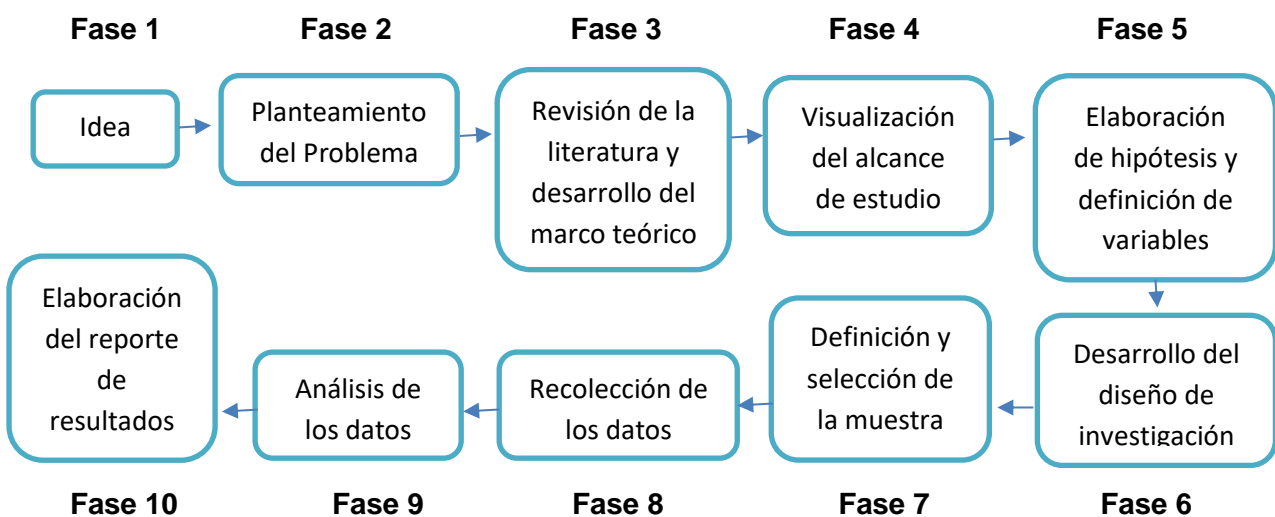 Fase 1
Fase 2
Fase 3
Fase 4
Fase 5
Idea
Planteamiento
del Problema
Revisión de la
literatura y
desarrollo del
marco teórico
Visualización
del alcance
de estudio
Elaboración
de hipótesis y
definición de
variables
Desarrollo del
diseño de
investigación
Definición y
selección de
la muestra
Recolección de
los datos
Análisis de
los datos
Elaboración
del reporte
de
resultados
Fase 10
Fase 9
Fase 8
Fase 7
Fase 6